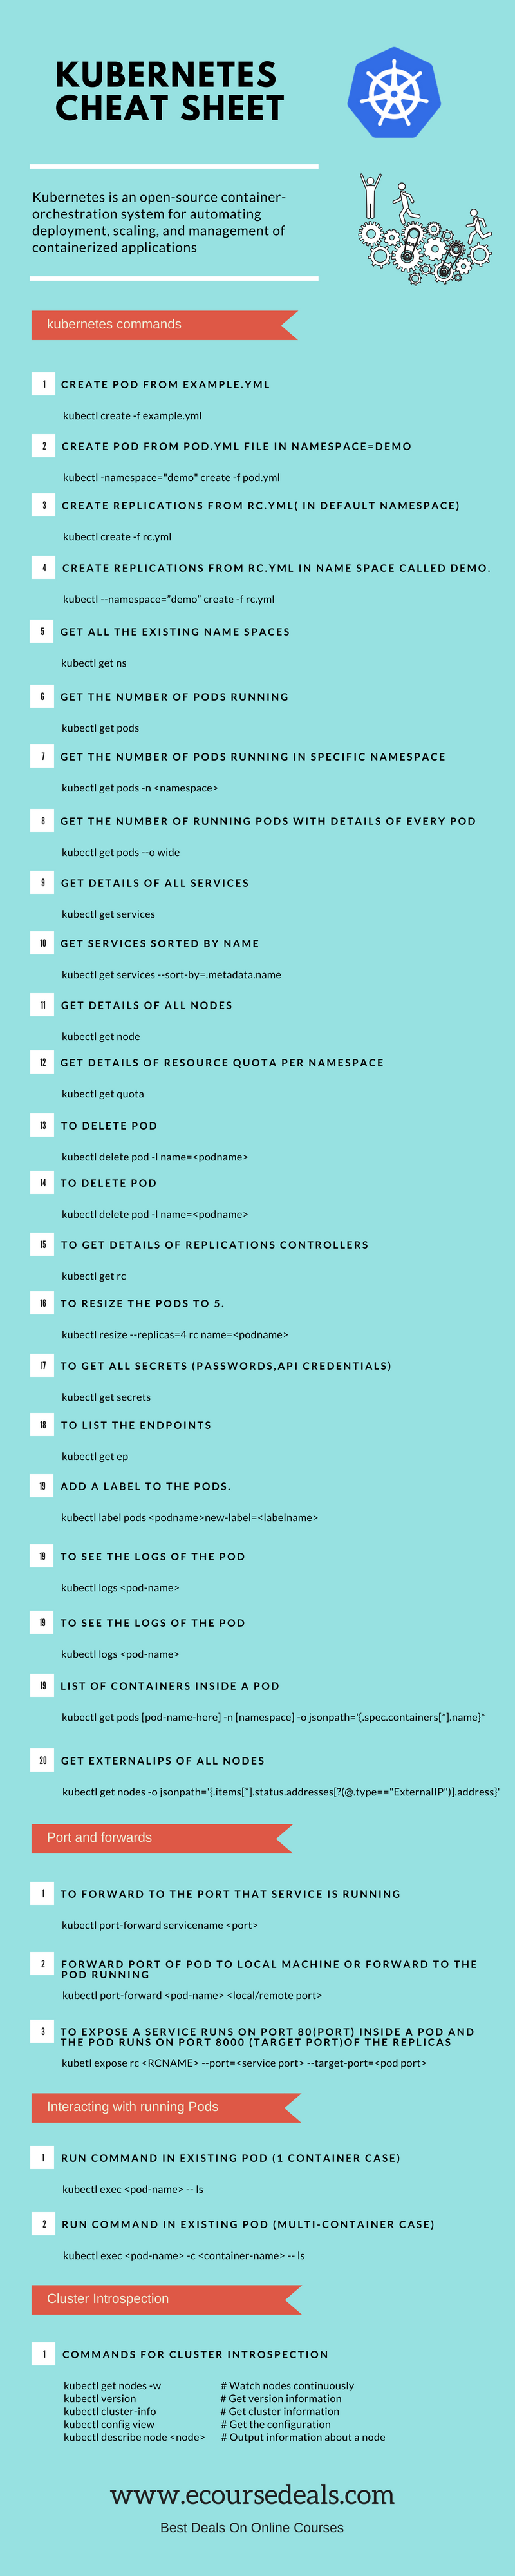 KUBERNETES
CHEAT SHEET
Kubernetes is an open-source container-
orchestration system for automating
deployment, scaling, and management of
containerized applications
kubernetes commands
1 CREATE POD FROM EXAMPLE.YML
kubectl create -f example.yml
2 CREATE POD FROM POD.YML FILE IN NAMESPACE=DEMO
kubectl -namespace="demo" create -f pod.yml
3 CREATE REPLICATIONS FROM RC.YML( IN DEFAULT NAMESPACE)
kubectl create -f rc.yml
4 CREATE REPLICATIONS FROM RC.YML IN NAME SPACE CALLED DEMO.
kubectl --namespace="demo" create -f rc.yml
5 GET ALL THE EXISTING NAME SPACES
kubectl get ns
6 GET THE NUMBER OF PODS RUNNING
kubectl get pods
7 GET THE NUMBER OF PODS RUNNING IN SPECIFIC NAMESPACE
kubectl get pods -n <namespace>
8 GET THE NUMBER OF RUNNING PODS WITH DETAILS OF EVERY POD
kubectl get pods --o wide
9 GET DETAILS OF ALL SERVICES
kubectl get services
10 GET SERVICES SORTED BY NAME
kubectl get services --sort-by=.metadata.name
11 GET DETAILS OF ALL NODES
kubectl get node
12 GET DETAILS OF RESOURCE QUOTA PER NAMESPACE
kubectl get quota
13 TO DELETE POD
kubectl delete pod -l name=<podname>
14 TO DELETE POD
kubectl delete pod -l name=<podname>
15 TO GET DETAILS OF REPLICATIONS CONTROLLERS
kubectl get rc
16 TO RESIZE THE PODS TO 5.
kubectl resize --replicas=4 rc name=<podname>
17 TO GET ALL SECRETS (PASSWORDS,API CREDENTIALS)
kubectl get secrets
18 TO LIST THE ENDPOINTS
kubectl get ep
19 ADD A LABEL TO THE PODS.
kubectl label pods <podname>new-label=<labelname>
19 TO SEE THE LOGS OF THE POD
kubectl logs <pod-name>
19 TO SEE THE LOGS OF THE POD
kubectl logs <pod-name>
19 LIST OF CONTAINERS INSIDE A POD
kubectl get pods [pod-name-here] -n [namespace] -o jsonpath='{.spec.containers[*].name}*
20 GET EXTERNALIPS OF ALL NODES
kubectl get nodes -o jsonpath='{.items[*].status.addresses[?(@.type=="ExternalIP")].address}'
Port and forwards
1 TO FORWARD TO THE PORT THAT SERVICE IS RUNNING
kubectl port-forward servicename <port>
2 FORWARD PORT OF POD TO LOCAL MACHINE OR FORWARD TO THE
POD RUNNING
kubectl port-forward <pod-name> <local/remote port>
3 TO EXPOSE A SERVICE RUNS ON PORT 80(PORT) INSIDE A POD AND
THE POD RUNS ON PORT 8000 (TARGET PORT)OF THE REPLICAS
kubetl expose rc <RCNAME> --port=<service port> --target-port=<pod port>
Interacting with running Pods
1 RUN COMMAND IN EXISTING POD (1 CONTAINER CASE)
kubectl exec <pod-name> -- ls
2 RUN COMMAND IN EXISTING POD (MULTI-CONTAINER CASE)
kubectl exec <pod-name> -c <container-name> -- ls
Cluster Introspection
1 COMMANDS FOR CLUSTER INTROSPECTION
kubectl get nodes -w # Watch nodes continuously
kubectl version # Get version information
kubectl cluster-info # Get cluster information
kubectl config view # Get the configuration
kubectl describe node <node> # Output information about a node
www.ecoursedeals.com
Best Deals On Online Courses